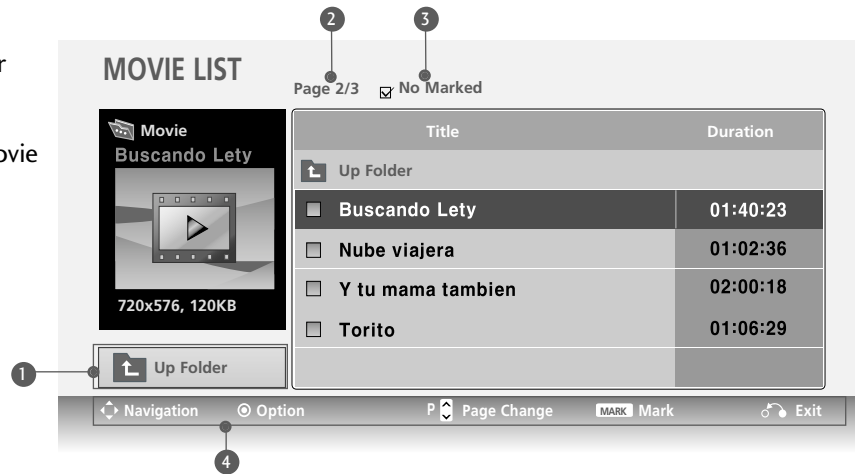 2 3
r
MOVIE LIST
Page 2/3 No Marked
Movie
ovie
Buscando Lety
720x576, 120KB
Title Duration
Up Folder
Buscando Lety 01:40:23
Nube viajera 01:02:36
Y tu mama tambien 02:00:18
Torito 01:06:29
1
Up Folder
Navigation Option P Page Change MARK Mark Exit
4